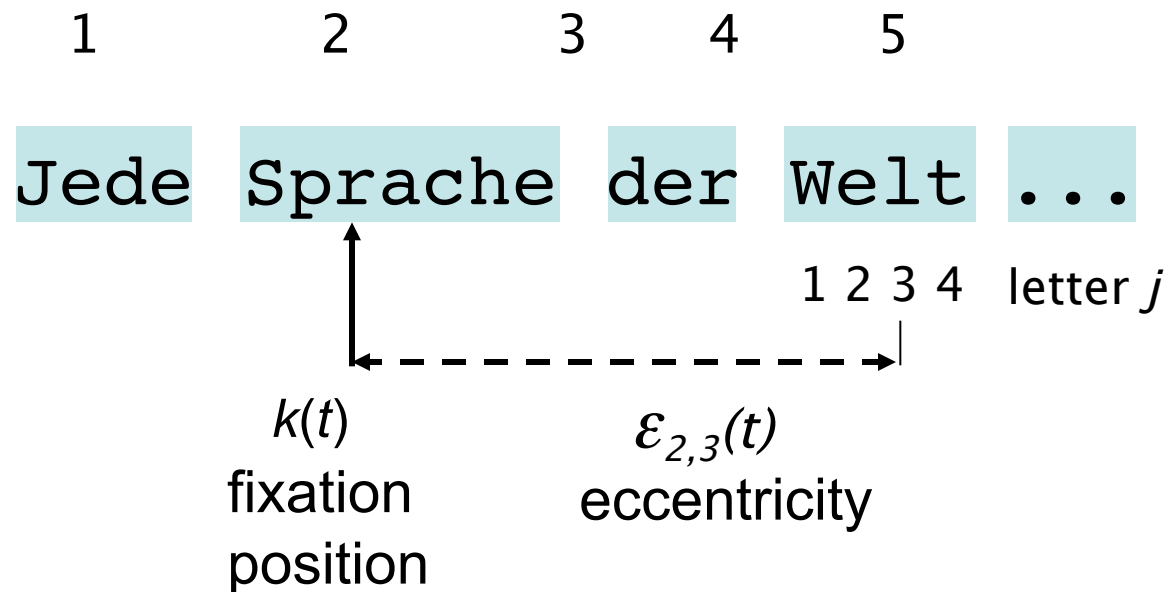 1 2 3 4 5
Jede Sprache der Welt ...
1 2 3 4 letter j
k(t) ε2,3(t)
fixation eccentricity
position